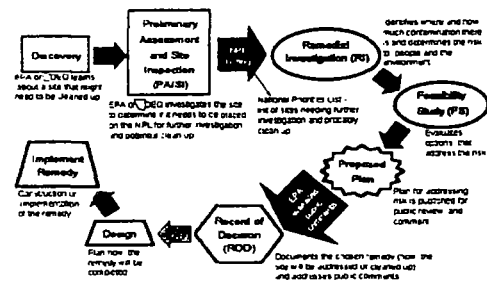 Discovery
EPA or _DEQ learns
about a site that might
need to be cleaned up
Preliminary
Assessment
and Site
Inspection
(PA/SI)
EPA or _DEQ investigates the site
to determine if it needs to be placed
on the NPL for further investigation
and potential clean up
NPL
National Priorities List -
list of sites needing further
investigation and probably
clean up
Remedial
Investigation (RI)
Identifies where and how
much contamination there
is and determines the risk
to people and the
environment
Feasibility
Study (FS)
Evaluates
options that
address the risk
Proposed
Plan
Plan for addressing
risk is published for
public review and
comment
EPA
public
comments
Record of
Decision
(ROD)
Documents the chosen remedy (how the
site will be addressed or cleaned up)
and addresses public comments
Design
Plan how the
remedy will be
completed
Implement
Remedy
Construction or
implementation
of the remedy